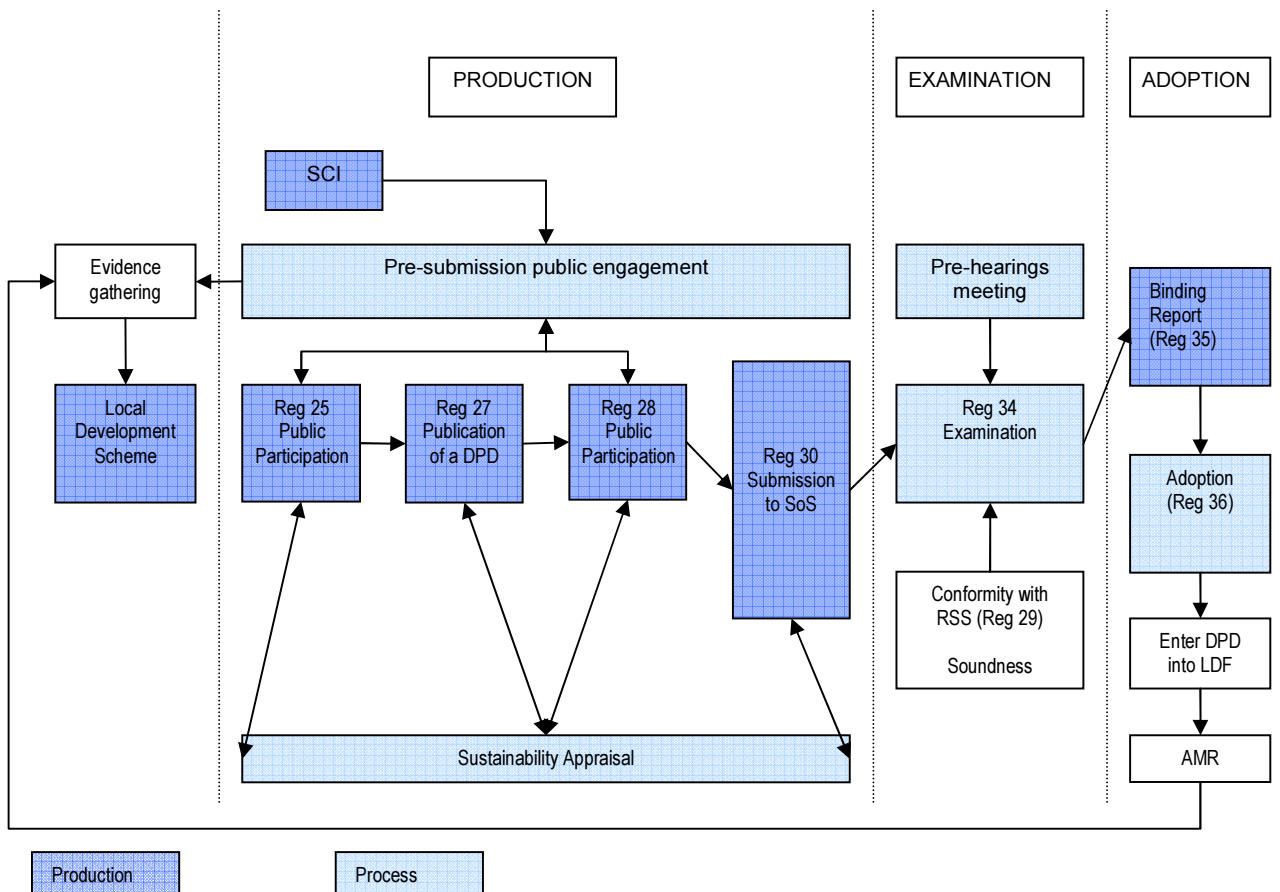 PRODUCTION
EXAMINATION
ADOPTION
SCI
Evidence
gathering
Pre-submission public engagement
Pre-hearings
meeting
Binding
Report
(Reg 35)
Local
Development
Scheme
Reg 25
Public
Participation
Reg 27
Publication
of a DPD
Reg 28
Public
Participation
Reg 30
Submission
to SoS
Reg 34
Examination
Adoption
(Reg 36)
Conformity with
RSS (Reg 29)
Soundness
Enter DPD
into LDF
Sustainability Appraisal
AMR
Production
Process